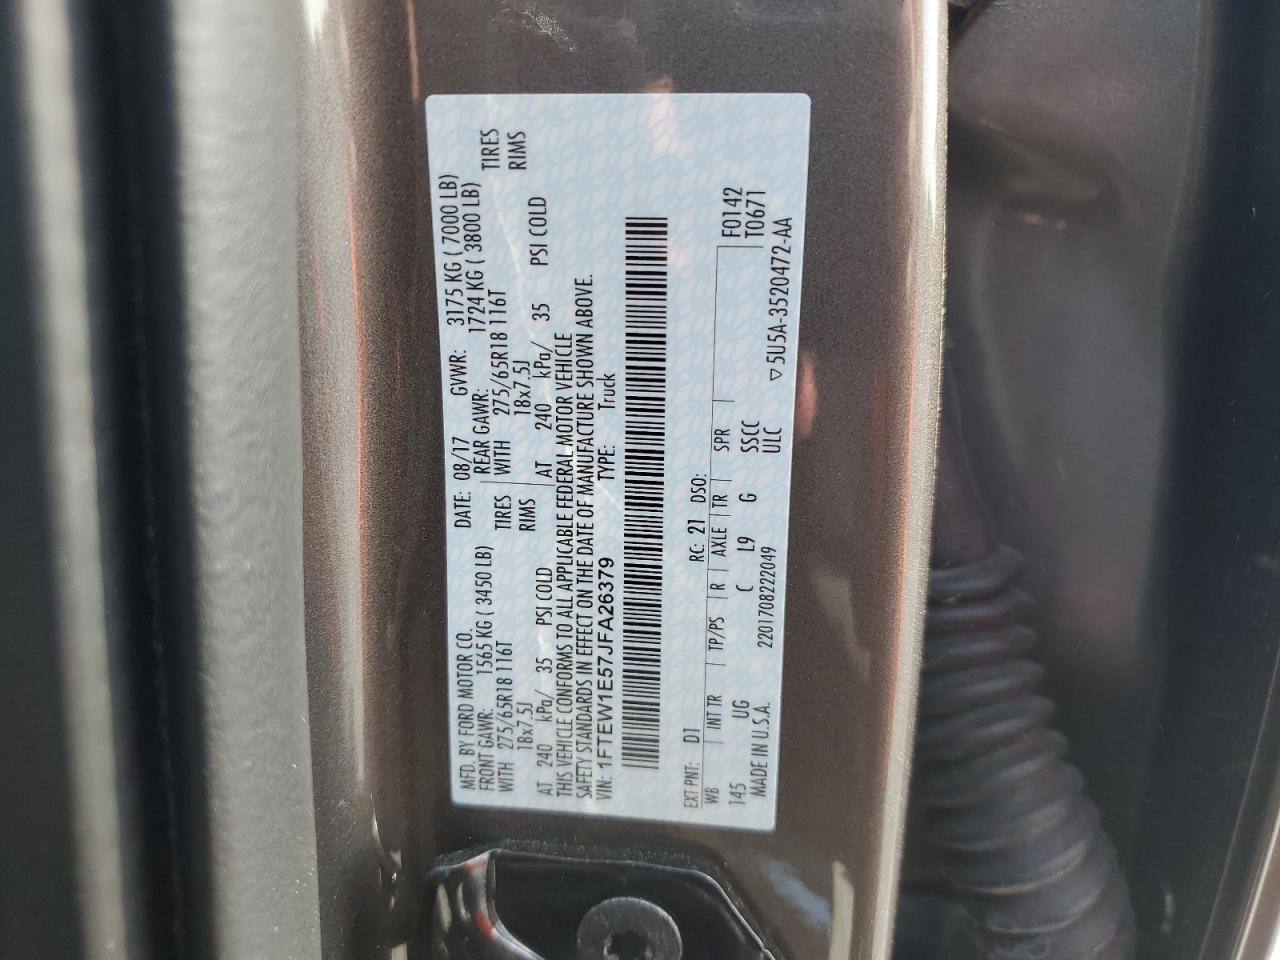 MFD. BY FORD MOTOR CO. DATE: 08/17 GVWR: 3175 KG ( 7000 LB)
FRONT GAWR: 1565 KG ( 3450 LB) REAR GAWR: 1724 KG ( 3800 LB)
WITH 275/65R18 116T TIRES WITH 275/65R18 116T TIRES
18x7.5J RIMS 18x7.5J RIMS
AT 240 kPa/ 35 PSI COLD AT 240 kPa/ 35 PSI COLD
THIS VEHICLE CONFORMS TO ALL APPLICABLE FEDERAL MOTOR VEHICLE
SAFETY STANDARDS IN EFFECT ON THE DATE OF MANUFACTURE SHOWN ABOVE.
VIN: 1FTEW1E57JFA26379 TYPE: Truck
EXT PNT: D1 RC: 21 DSO:
WB INT TR TP/PS R AXLE TR SPR F0142
145 UG C L9 G SSCC T0671
MADE IN U.S.A. 2201708222049 ULC ▽5U5A-3520472-AA